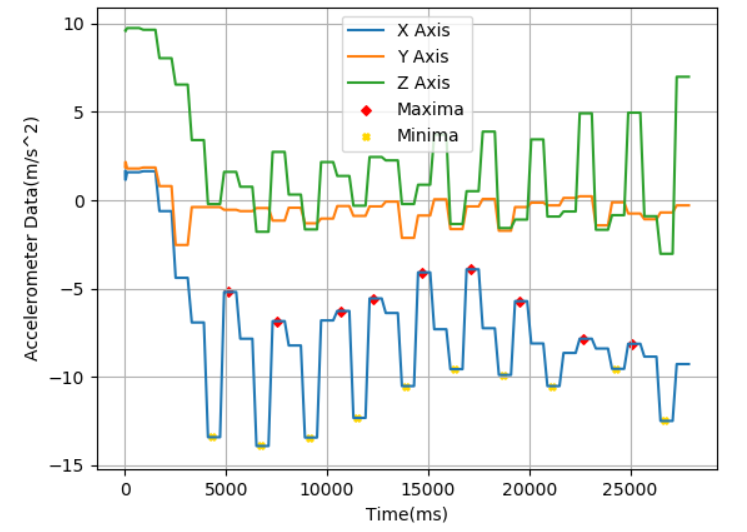 10
5
0
−5
−10
−15
Accelerometer Data(m/s^2)
X Axis
Y Axis
Z Axis
Maxima
Minima
0 5000 10000 15000 20000 25000
Time(ms)